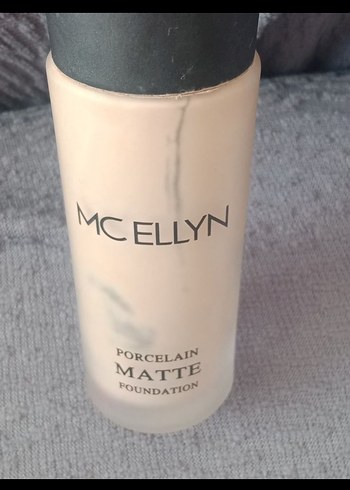 MC ELLYN
PORCELAIN
MATTE
FOUNDATION